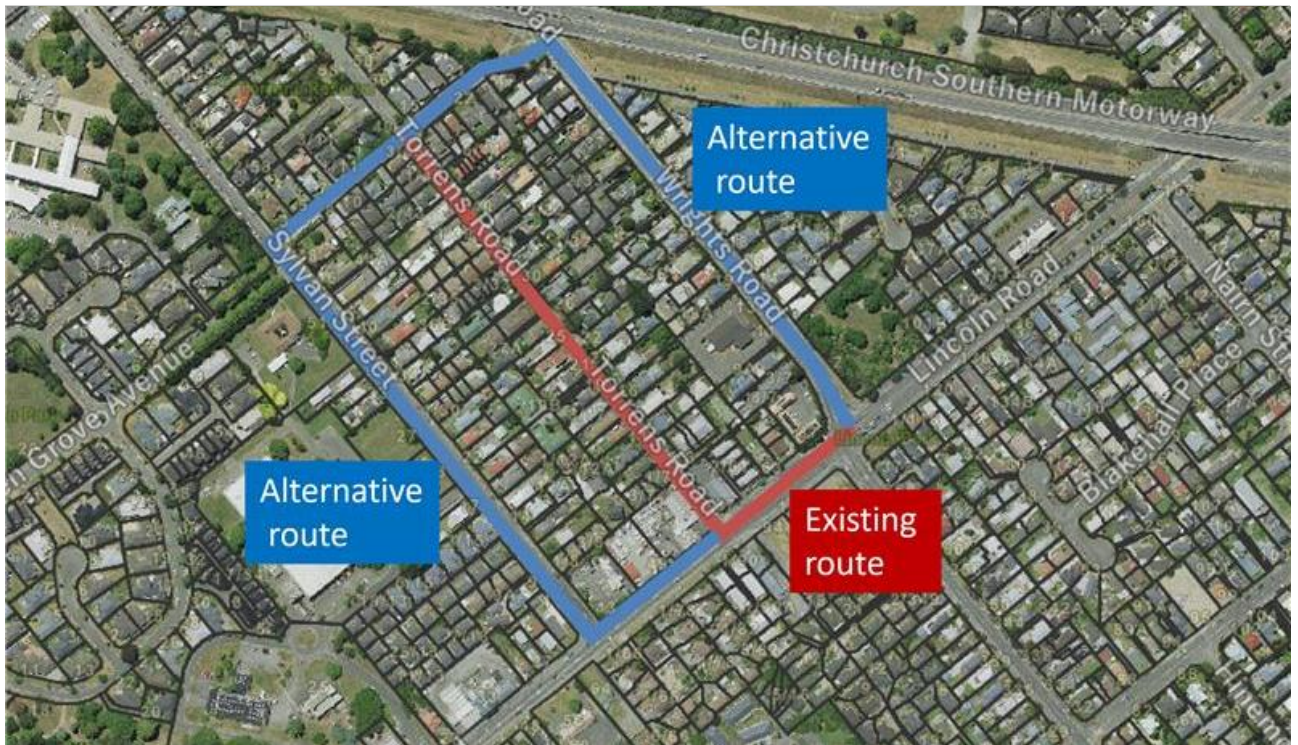 Christchurch Southern Motorway
Alternative
route
Torrens Road
Wrights Road
Sylvan Street
Lincoln Road
Nairn St
Grove Avenue
Torrens Road
Blakehall Place
Alternative
route
Existing
route